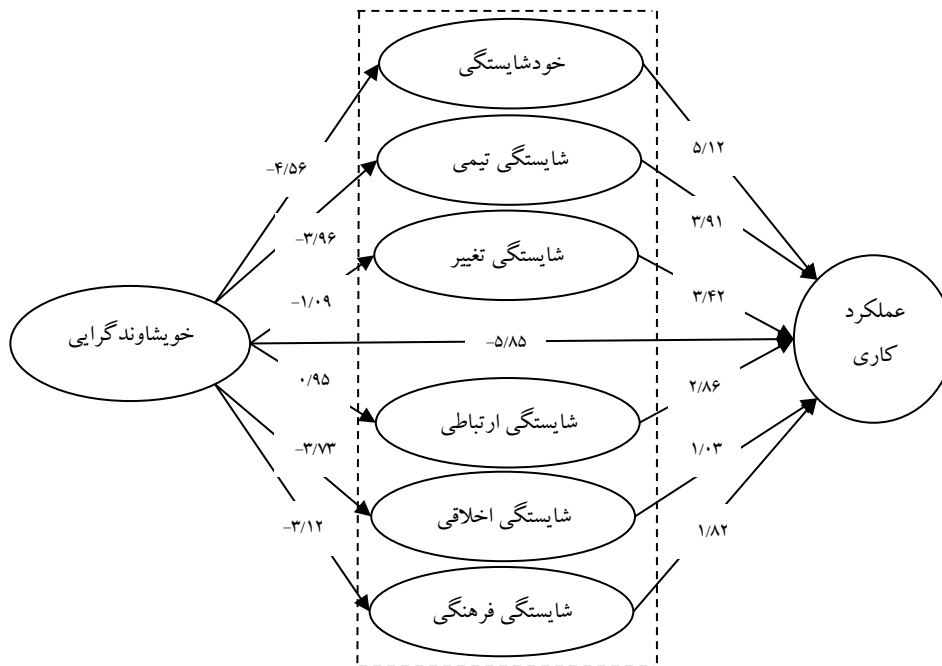 خودشایستگی
۵/۱۲
شایستگی تیمی
–۴/۵۶
۳/۹۱
–۳/۹۶
شایستگی تغییر
–۱/۰۹
۳/۴۲
خویشاوندگرایی
–۵/۸۵
عملکرد
کاری
۰/۹۵
۲/۸۶
شایستگی ارتباطی
–۳/۷۳
۱/۰۳
شایستگی اخلاقی
–۳/۱۲
۱/۸۲
شایستگی فرهنگی